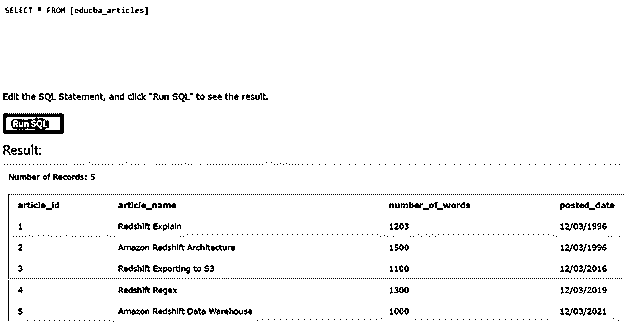 SELECT * FROM [educba_articles]
Edit the SQL Statement, and click "Run SQL" to see the result.
Run SQL
Result:
Number of Records: 5
article_id article_name number_of_words posted_date
1 Redshift Explain 1203 12/03/1996
2 Amazon Redshift Architecture 1500 12/03/1996
3 Redshift Exporting to S3 1100 12/03/2016
4 Redshift Regex 1300 12/03/2019
5 Amazon Redshift Data Warehouse 1000 12/03/2021